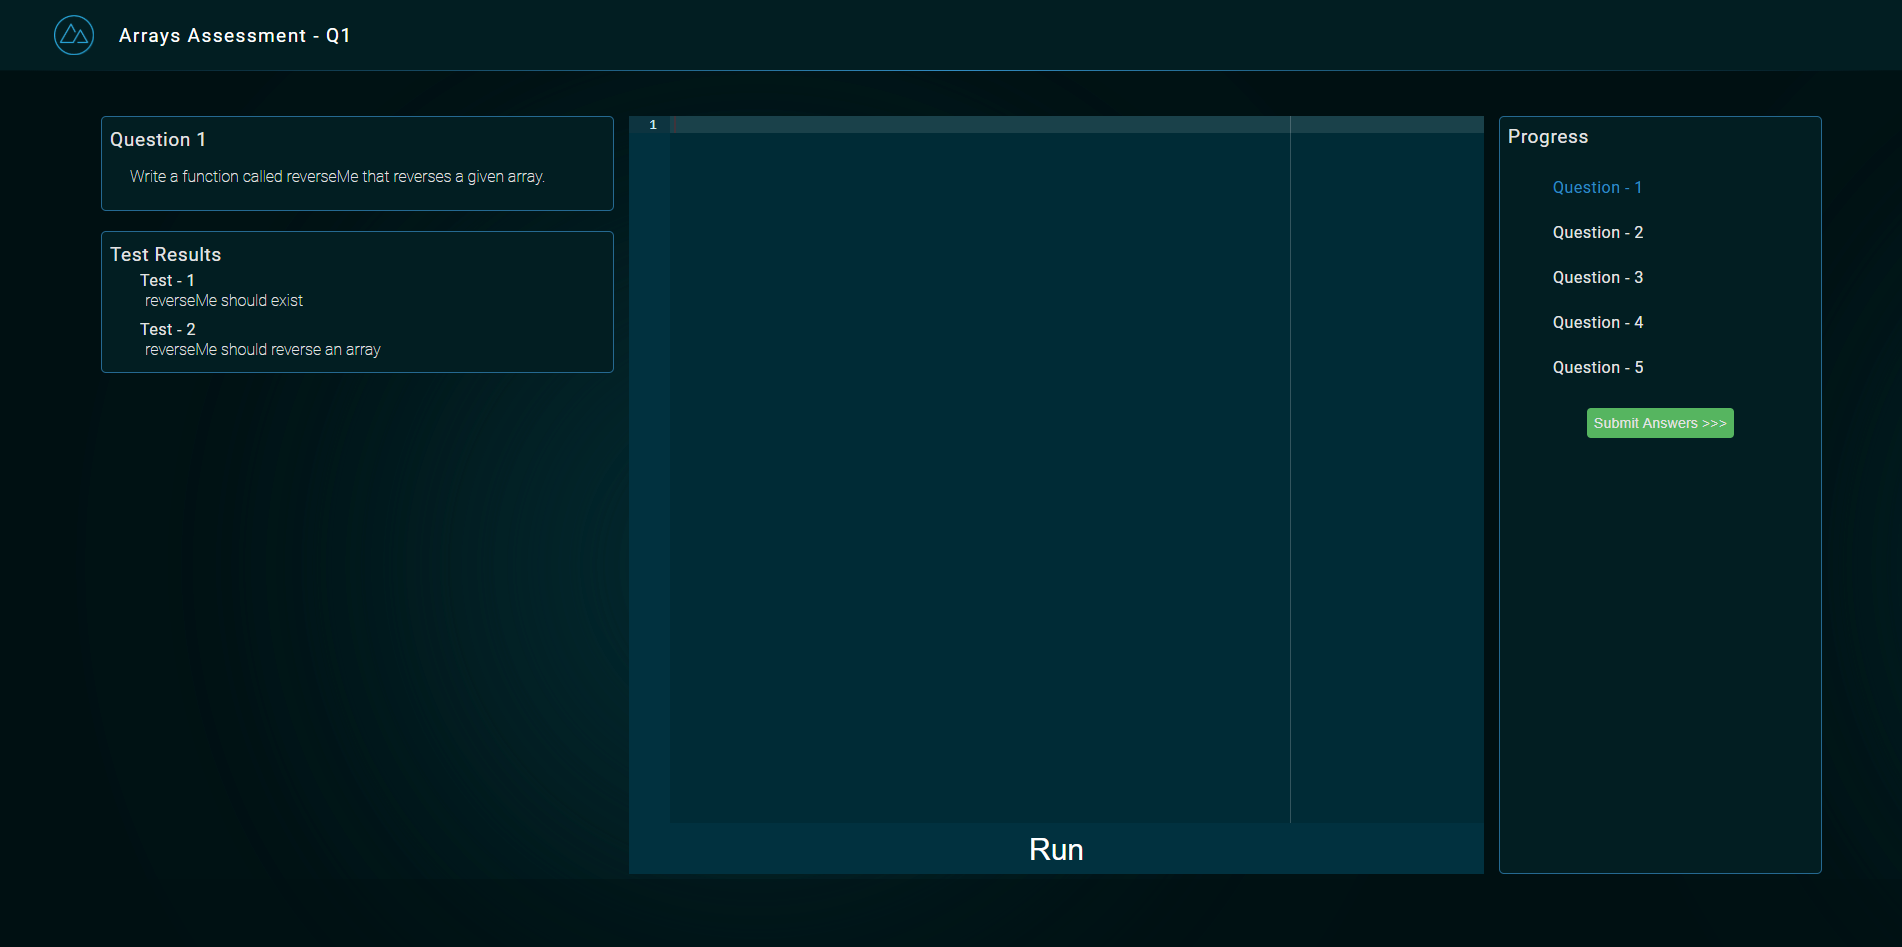 Arrays Assessment - Q1
Question 1
Write a function called reverseMe that reverses a given array.
Test Results
Test - 1
reverseMe should exist
Test - 2
reverseMe should reverse an array
1
Run
Progress
Question - 1
Question - 2
Question - 3
Question - 4
Question - 5
Submit Answers >>>